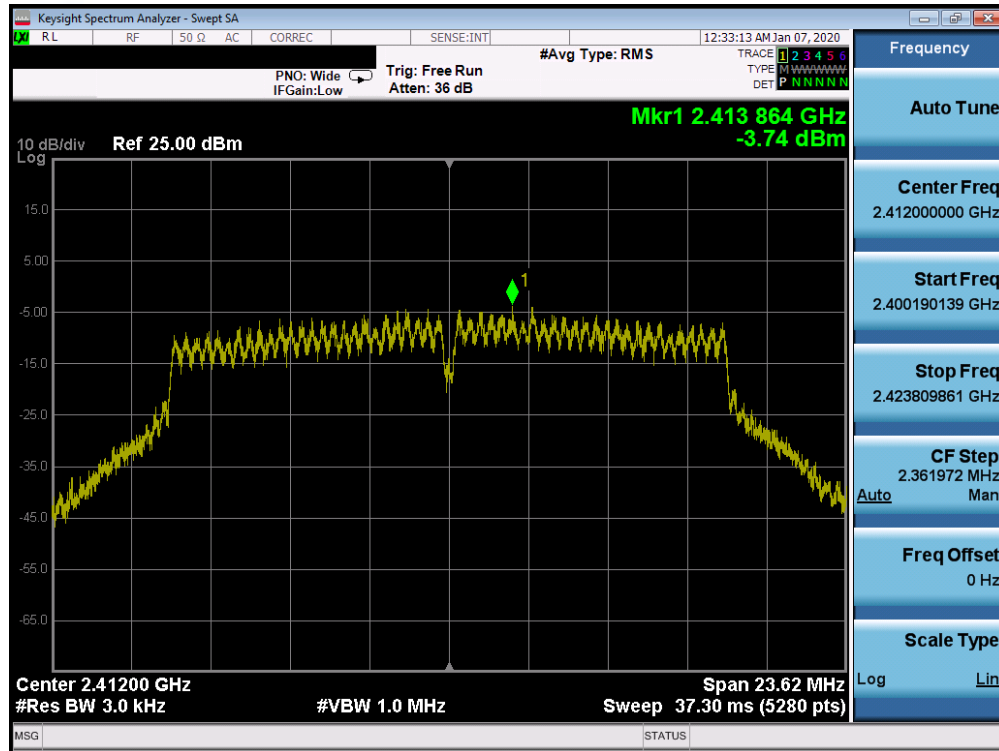 Keysight Spectrum Analyzer - Swept SA
LXI RL RF 50 Ω AC CORREC SENSE:INT 12:33:13 AM Jan 07, 2020
#Avg Type: RMS
TRACE 1 2 3 4 5 6
TYPE M WWWWW
DET P N N N N N
PNO: Wide
IFGain:Low
Trig: Free Run
Atten: 36 dB
Mkr1 2.413 864 GHz
-3.74 dBm
10 dB/div
Log
Ref 25.00 dBm
15.0
5.00
-5.00
-15.0
-25.0
-35.0
-45.0
-55.0
-65.0
1
Center 2.41200 GHz
Span 23.62 MHz
#Res BW 3.0 kHz
#VBW 1.0 MHz
Sweep 37.30 ms (5280 pts)
MSG
STATUS
Frequency
Auto Tune
Center Freq
2.412000000 GHz
Start Freq
2.400190139 GHz
Stop Freq
2.423809861 GHz
CF Step
2.361972 MHz
Auto Man
Freq Offset
0 Hz
Scale Type
Log Lin